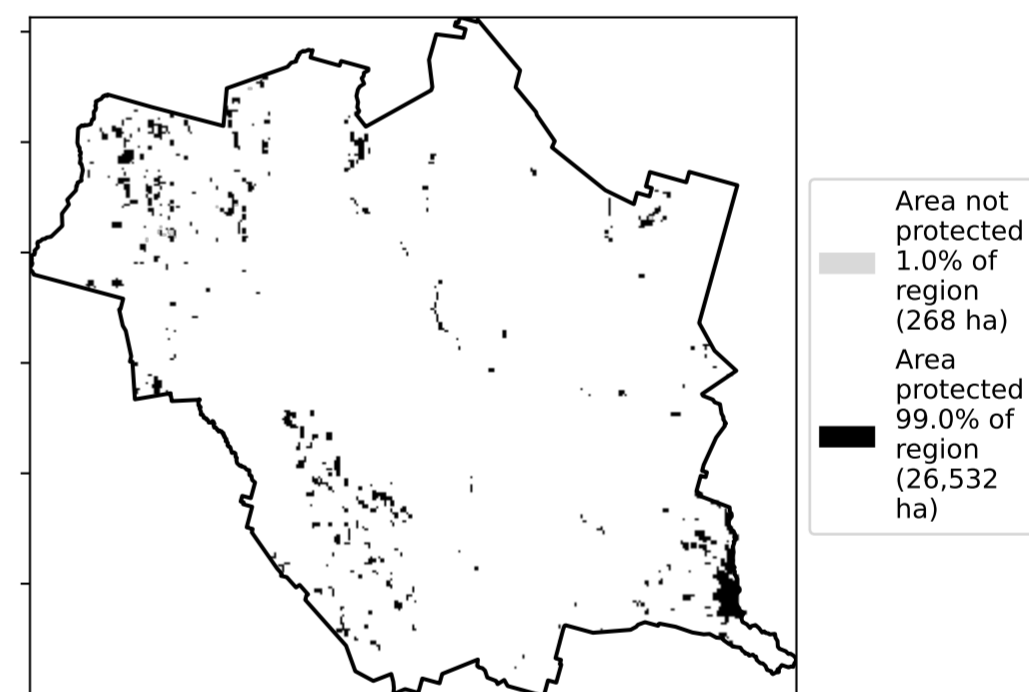 Area not
protected
1.0% of
region
(268 ha)
Area
protected
99.0% of
region
(26,532
ha)